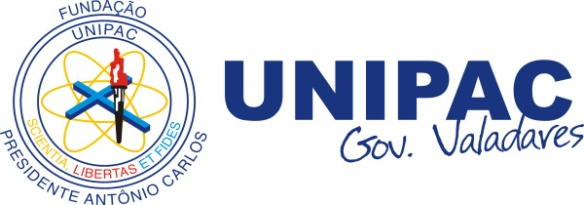 FUNDAÇÃO
UNIPAC
SCIENTIA LIBERTAS ET FIDES
PRESIDENTE ANTÔNIO CARLOS
UNIPAC
Gov. Valadares